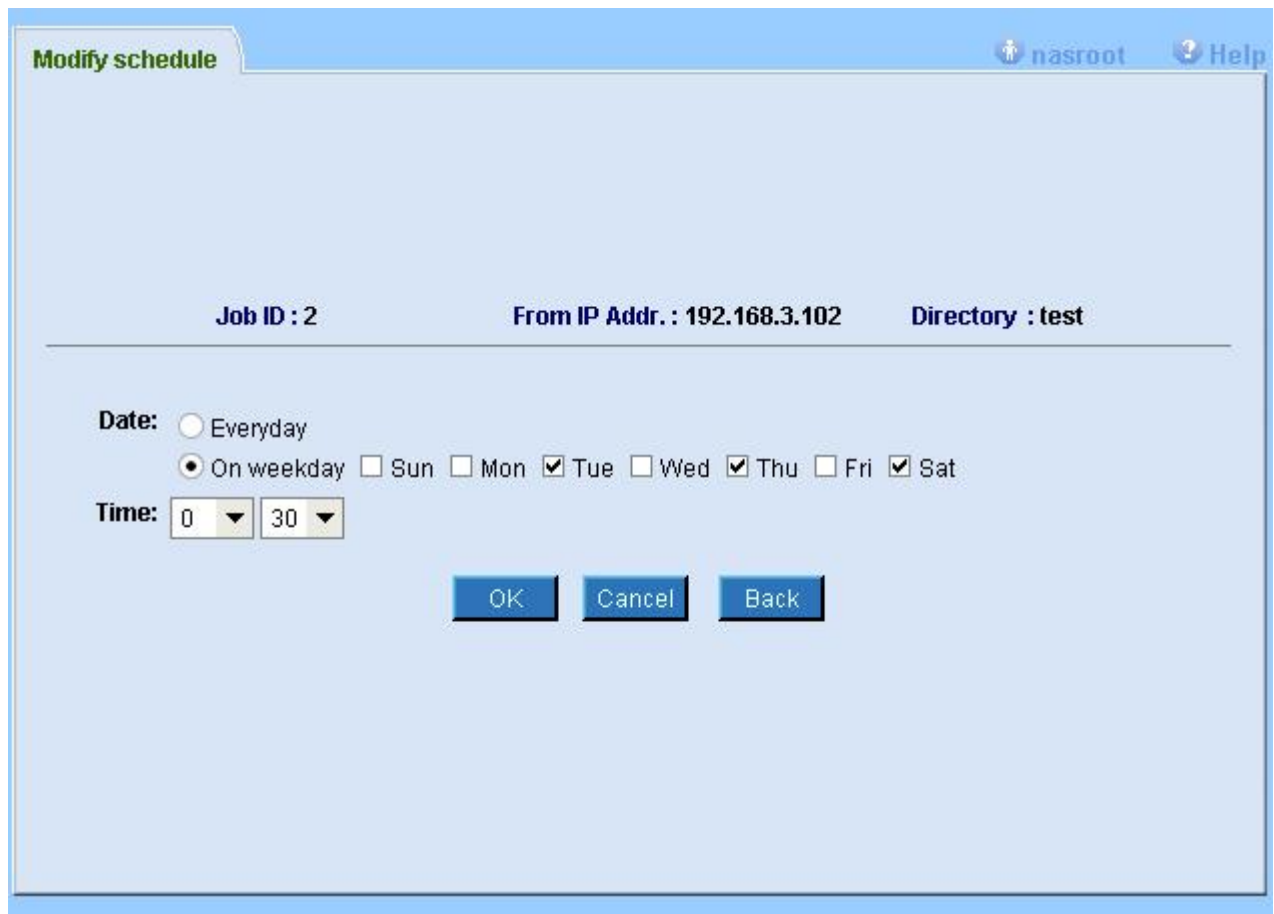 Modify schedule nasroot Help
Job ID : 2 From IP Addr. : 192.168.3.102 Directory : test
Date: Everyday
On weekday Sun Mon Tue Wed Thu Fri Sat
Time: 0 30
OK Cancel Back